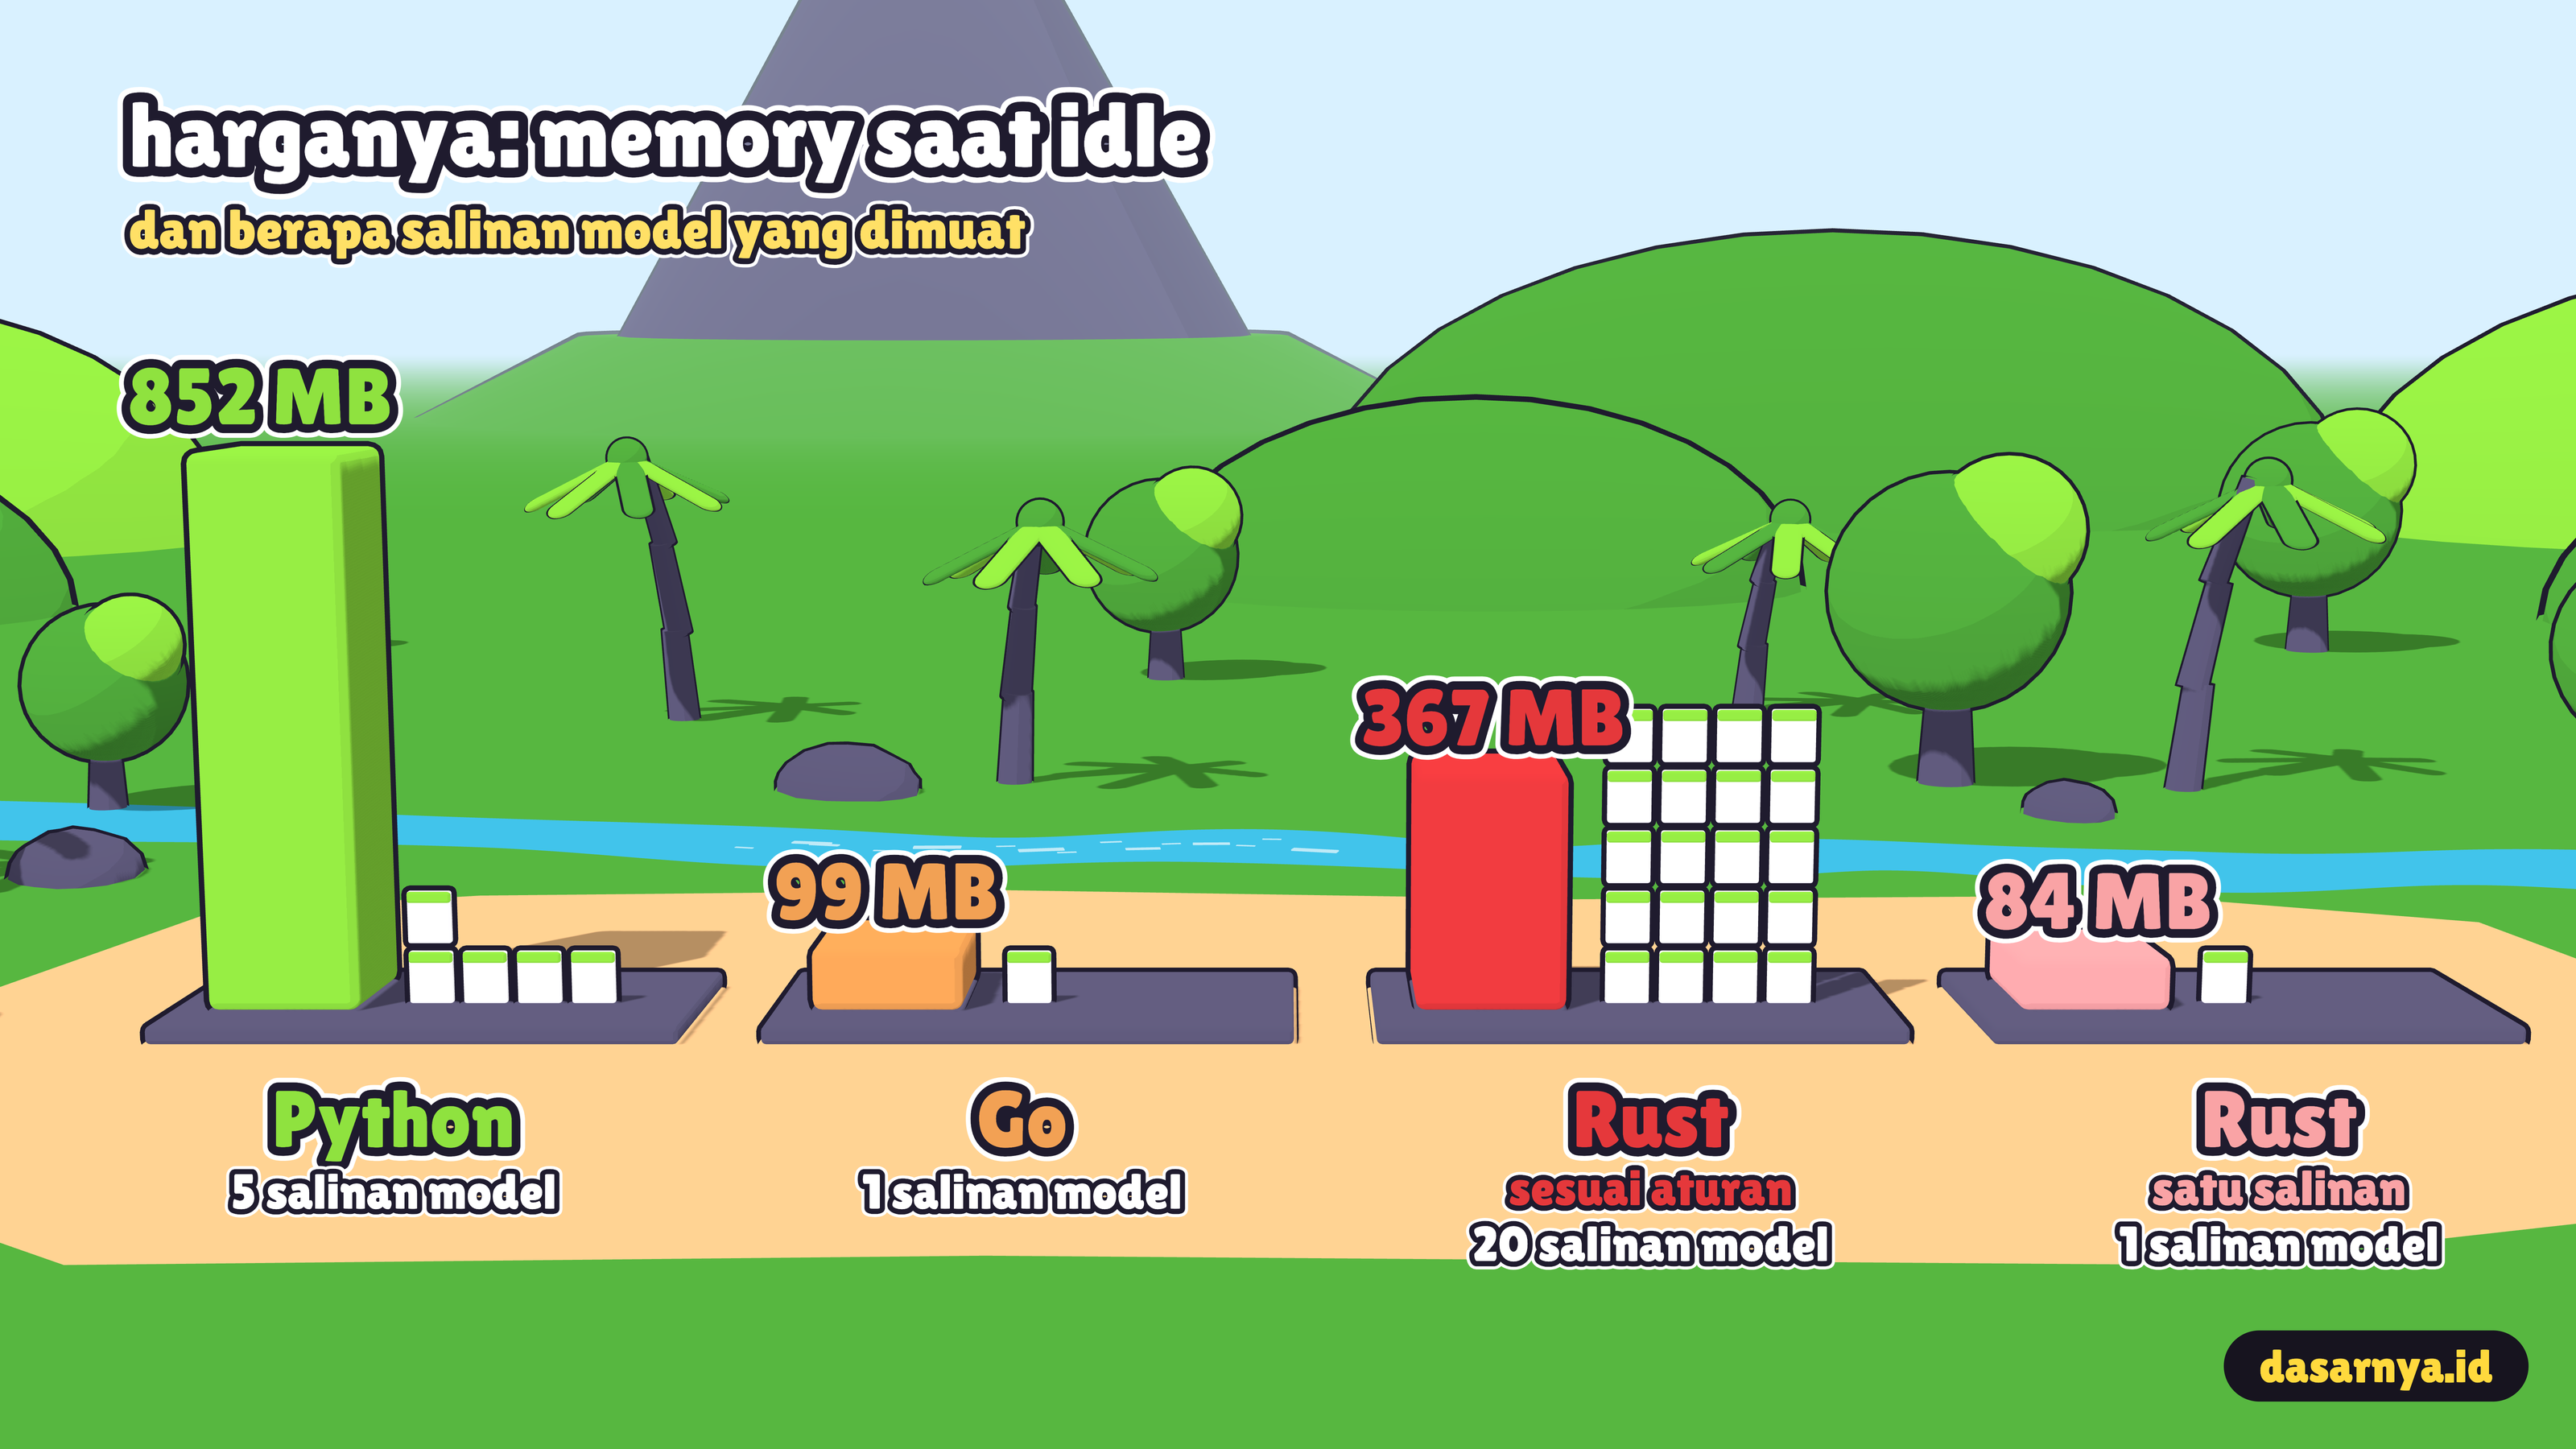 harganya: memory saat idle
dan berapa salinan model yang dimuat
852 MB
99 MB
367 MB
84 MB
Python
5 salinan model
Go
1 salinan model
Rust
sesuai aturan
20 salinan model
Rust
satu salinan
1 salinan model
dasarnya.id